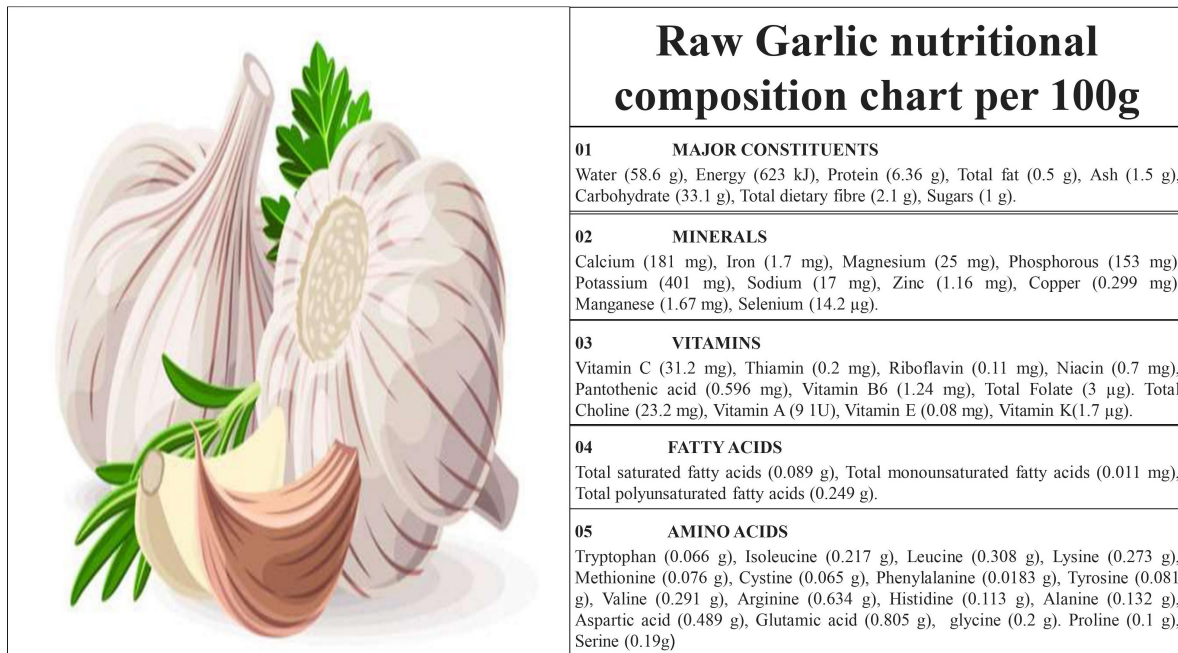 Raw Garlic nutritional
composition chart per 100g
01 MAJOR CONSTITUENTS
Water (58.6 g), Energy (623 kJ), Protein (6.36 g), Total fat (0.5 g), Ash (1.5 g),
Carbohydrate (33.1 g), Total dietary fibre (2.1 g), Sugars (1 g).
02 MINERALS
Calcium (181 mg), Iron (1.7 mg), Magnesium (25 mg), Phosphorous (153 mg)
Potassium (401 mg), Sodium (17 mg), Zinc (1.16 mg), Copper (0.299 mg)
Manganese (1.67 mg), Selenium (14.2 µg).
03 VITAMINS
Vitamin C (31.2 mg), Thiamin (0.2 mg), Riboflavin (0.11 mg), Niacin (0.7 mg),
Pantothenic acid (0.596 mg), Vitamin B6 (1.24 mg), Total Folate (3 µg). Total
Choline (23.2 mg), Vitamin A (9 1U), Vitamin E (0.08 mg), Vitamin K(1.7 µg).
04 FATTY ACIDS
Total saturated fatty acids (0.089 g), Total monounsaturated fatty acids (0.011 mg),
Total polyunsaturated fatty acids (0.249 g).
05 AMINO ACIDS
Tryptophan (0.066 g), Isoleucine (0.217 g), Leucine (0.308 g), Lysine (0.273 g),
Methionine (0.076 g), Cystine (0.065 g), Phenylalanine (0.0183 g), Tyrosine (0.081
g), Valine (0.291 g), Arginine (0.634 g), Histidine (0.113 g), Alanine (0.132 g),
Aspartic acid (0.489 g), Glutamic acid (0.805 g), glycine (0.2 g). Proline (0.1 g),
Serine (0.19g)